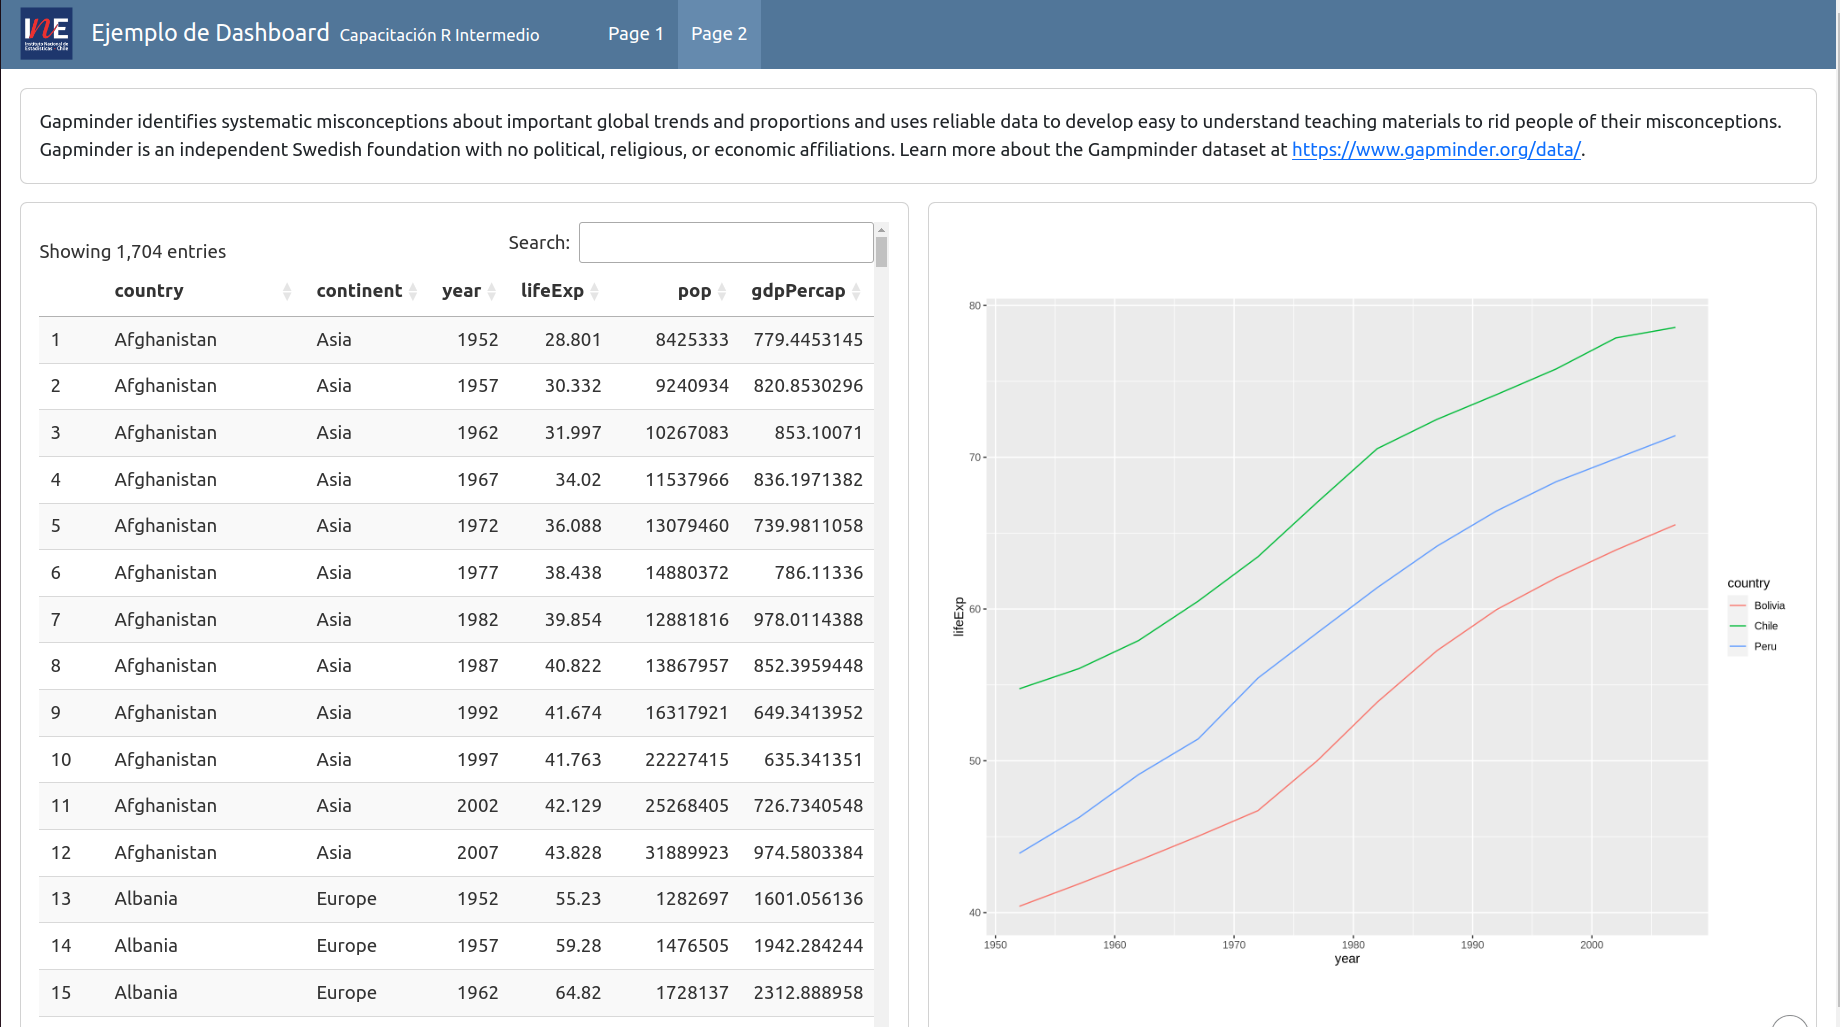 INE
Instituto Nacional de
Estadísticas · Chile
Ejemplo de Dashboard Capacitación R Intermedio Page 1 Page 2
Gapminder identifies systematic misconceptions about important global trends and proportions and uses reliable data to develop easy to understand teaching materials to rid people of their misconceptions.
Gapminder is an independent Swedish foundation with no political, religious, or economic affiliations. Learn more about the Gampminder dataset at https://www.gapminder.org/data/.
Showing 1,704 entries Search:
country continent year lifeExp pop gdpPercap
1 Afghanistan Asia 1952 28.801 8425333 779.4453145
2 Afghanistan Asia 1957 30.332 9240934 820.8530296
3 Afghanistan Asia 1962 31.997 10267083 853.10071
4 Afghanistan Asia 1967 34.02 11537966 836.1971382
5 Afghanistan Asia 1972 36.088 13079460 739.9811058
6 Afghanistan Asia 1977 38.438 14880372 786.11336
7 Afghanistan Asia 1982 39.854 12881816 978.0114388
8 Afghanistan Asia 1987 40.822 13867957 852.3959448
9 Afghanistan Asia 1992 41.674 16317921 649.3413952
10 Afghanistan Asia 1997 41.763 22227415 635.341351
11 Afghanistan Asia 2002 42.129 25268405 726.7340548
12 Afghanistan Asia 2007 43.828 31889923 974.5803384
13 Albania Europe 1952 55.23 1282697 1601.056136
14 Albania Europe 1957 59.28 1476505 1942.284244
15 Albania Europe 1962 64.82 1728137 2312.888958
80
70
60
50
40
lifeExp
1950 1960 1970 1980 1990 2000
year
country
Bolivia
Chile
Peru